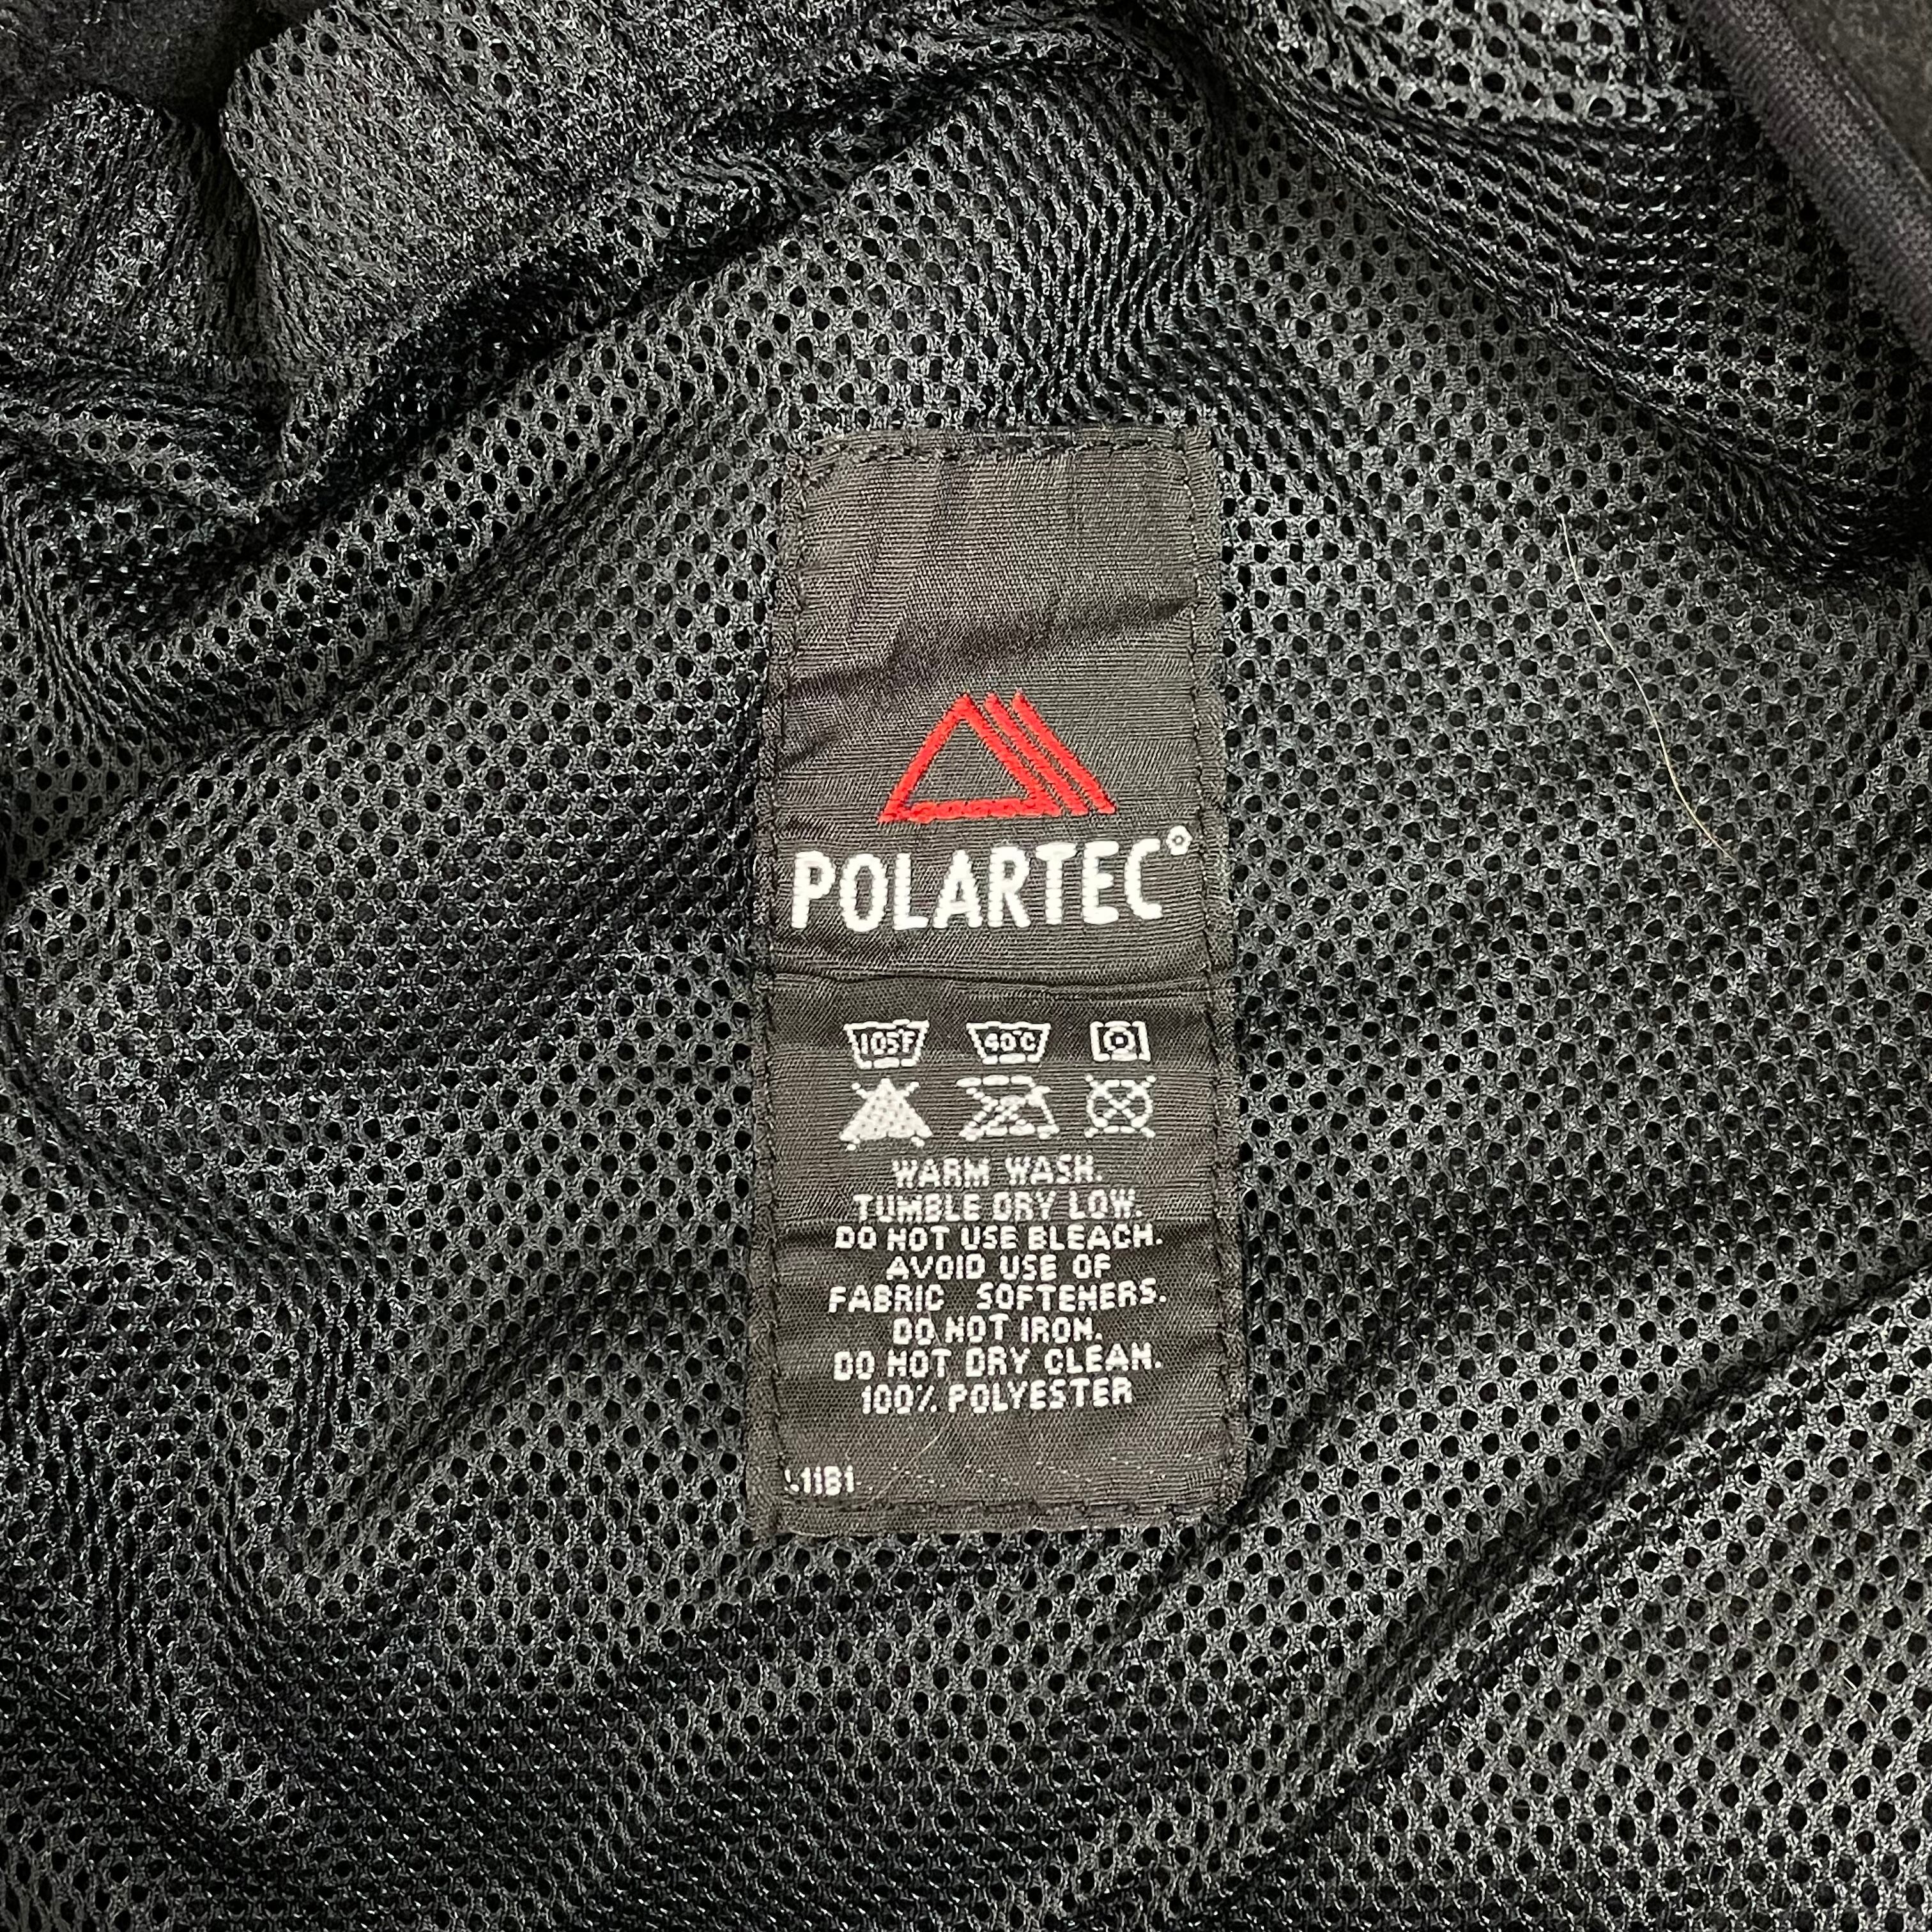 POLARTEC®
105F 40°C
WARM WASH.
TUMBLE DRY LOW.
DO NOT USE BLEACH.
AVOID USE OF
FABRIC SOFTENERS.
DO NOT IRON.
DO NOT DRY CLEAN.
100% POLYESTER